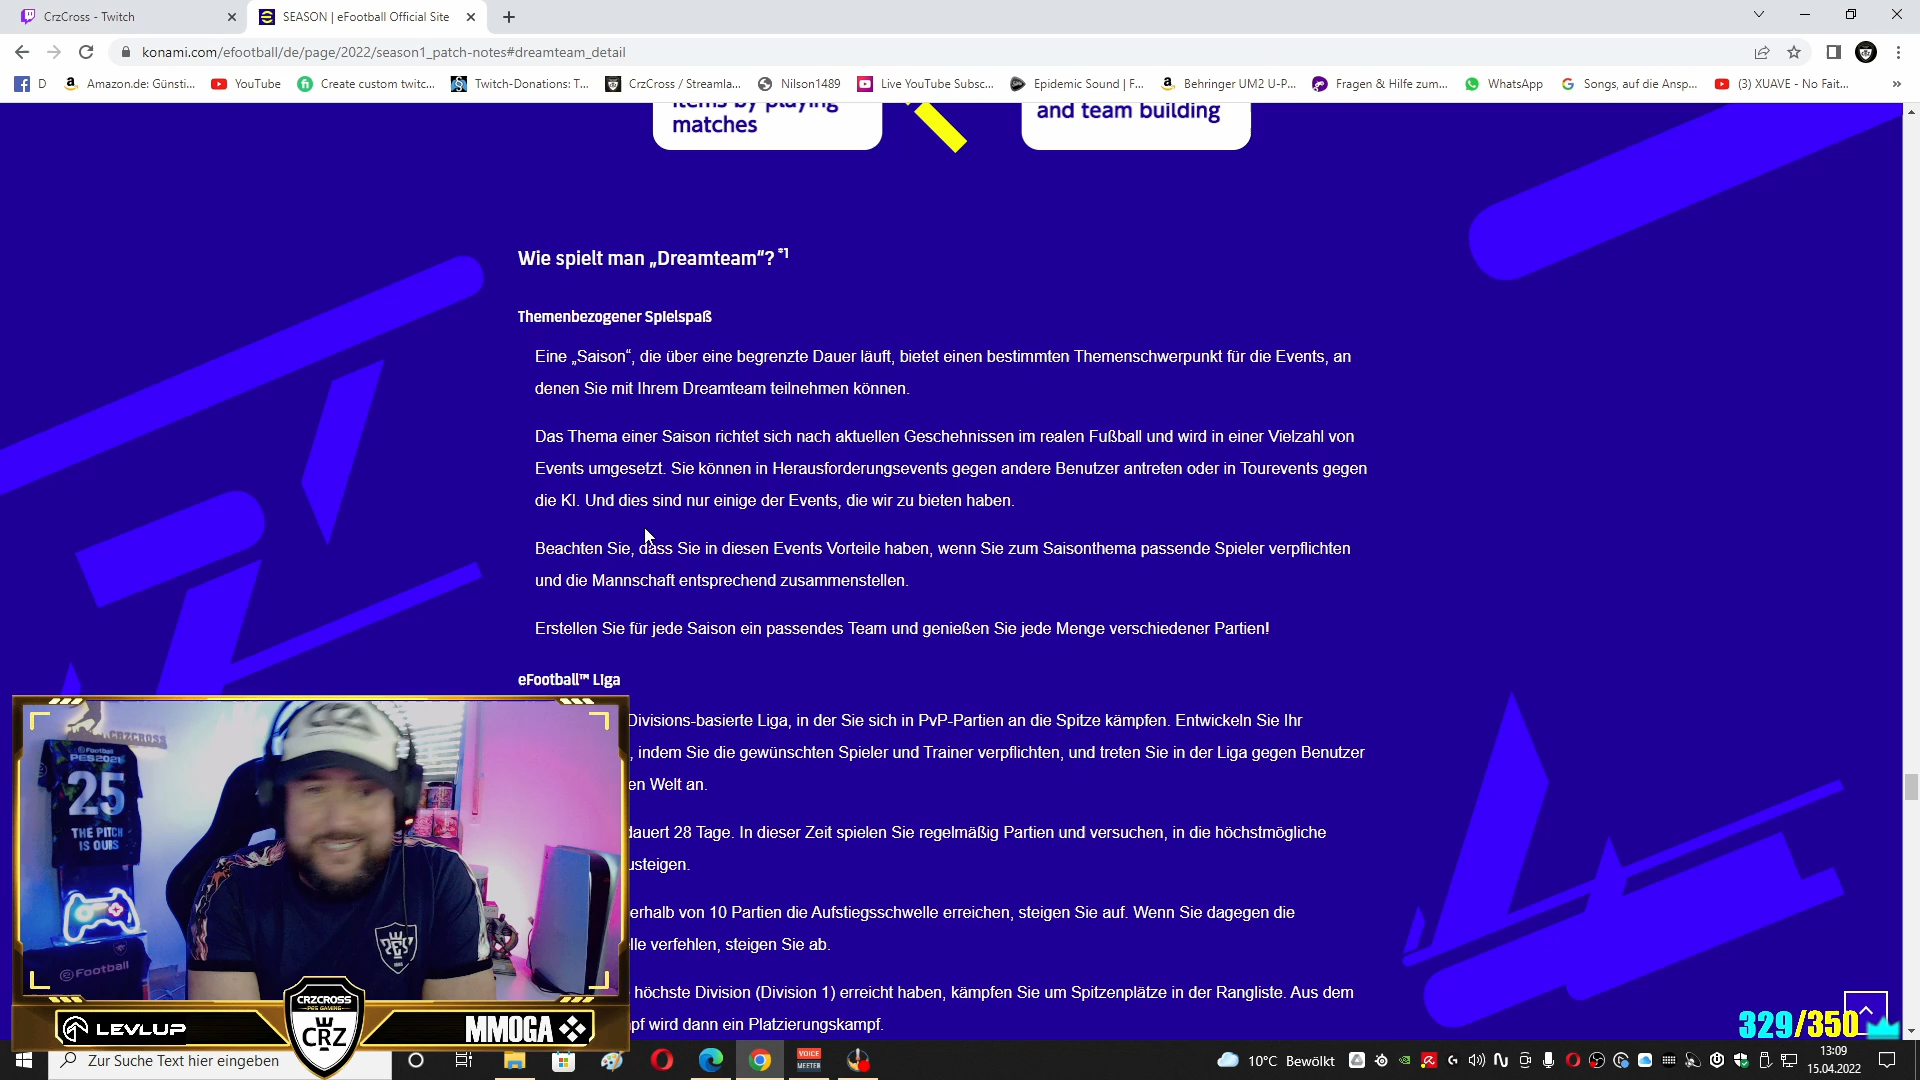 CrzCross - Twitch
SEASON | eFootball Official Site
konami.com/efootball/de/page/2022/season1_patch-notes#dreamteam_detail
D
Amazon.de: Günsti...
YouTube
Create custom twitc...
Twitch-Donations: T...
CrzCross / Streamla...
Nilson1489
Live YouTube Subsc...
Epidemic Sound | F...
Behringer UM2 U-P...
Fragen & Hilfe zum...
WhatsApp
Songs, auf die Ansp...
(3) XUAVE - No Fait...
items by playing
matches
and team building
Wie spielt man „Dreamteam“? *1
Themenbezogener Spielspaß
Eine „Saison“, die über eine begrenzte Dauer läuft, bietet einen bestimmten Themenschwerpunkt für die Events, an
denen Sie mit Ihrem Dreamteam teilnehmen können.
Das Thema einer Saison richtet sich nach aktuellen Geschehnissen im realen Fußball und wird in einer Vielzahl von
Events umgesetzt. Sie können in Herausforderungsevents gegen andere Benutzer antreten oder in Tourevents gegen
die KI. Und dies sind nur einige der Events, die wir zu bieten haben.
Beachten Sie, dass Sie in diesen Events Vorteile haben, wenn Sie zum Saisonthema passende Spieler verpflichten
und die Mannschaft entsprechend zusammenstellen.
Erstellen Sie für jede Saison ein passendes Team und genießen Sie jede Menge verschiedener Partien!
eFootball™ Liga
Divisions-basierte Liga, in der Sie sich in PvP-Partien an die Spitze kämpfen. Entwickeln Sie Ihr
, indem Sie die gewünschten Spieler und Trainer verpflichten, und treten Sie in der Liga gegen Benutzer
en Welt an.
dauert 28 Tage. In dieser Zeit spielen Sie regelmäßig Partien und versuchen, in die höchstmögliche
usteigen.
erhalb von 10 Partien die Aufstiegsschwelle erreichen, steigen Sie auf. Wenn Sie dagegen die
lle verfehlen, steigen Sie ab.
höchste Division (Division 1) erreicht haben, kämpfen Sie um Spitzenplätze in der Rangliste. Aus dem
pf wird dann ein Platzierungskampf.
CRZCROSS
eFootball
PES2021
25
THE PITCH
IS OURS
eFootball
PES
LEVLUP
CRZCROSS
PES GAMING
CRZ
MMOGA
329/350
Zur Suche Text hier eingeben
VOICE
MEETER
10°C Bewölkt
13:09
15.04.2022